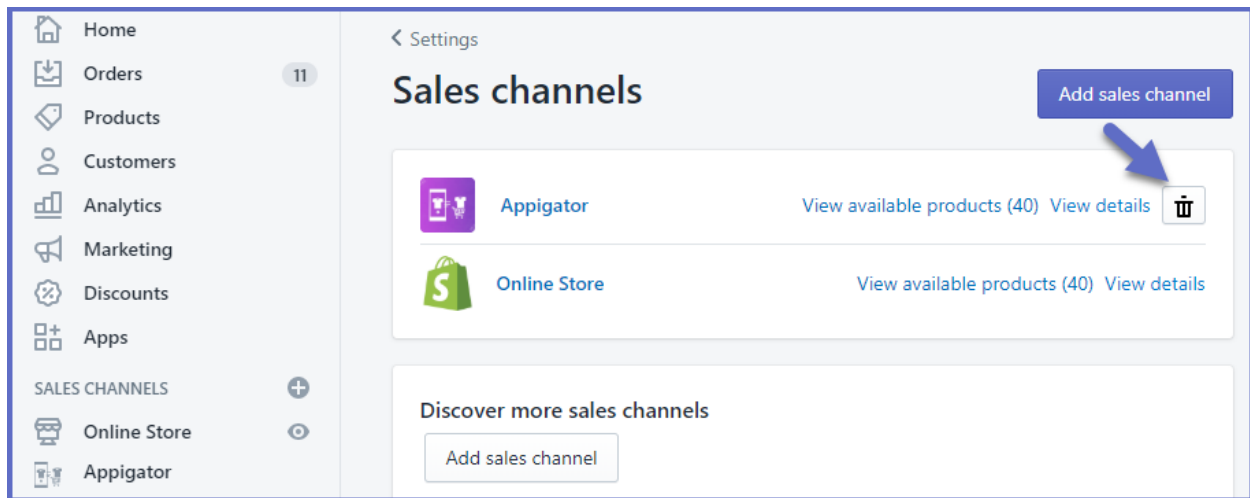 Home
Orders 11
Products
Customers
Analytics
Marketing
Discounts
Apps
SALES CHANNELS
Online Store
Appigator
Settings
Sales channels
Add sales channel
Appigator View available products (40) View details
Online Store View available products (40) View details
Discover more sales channels
Add sales channel